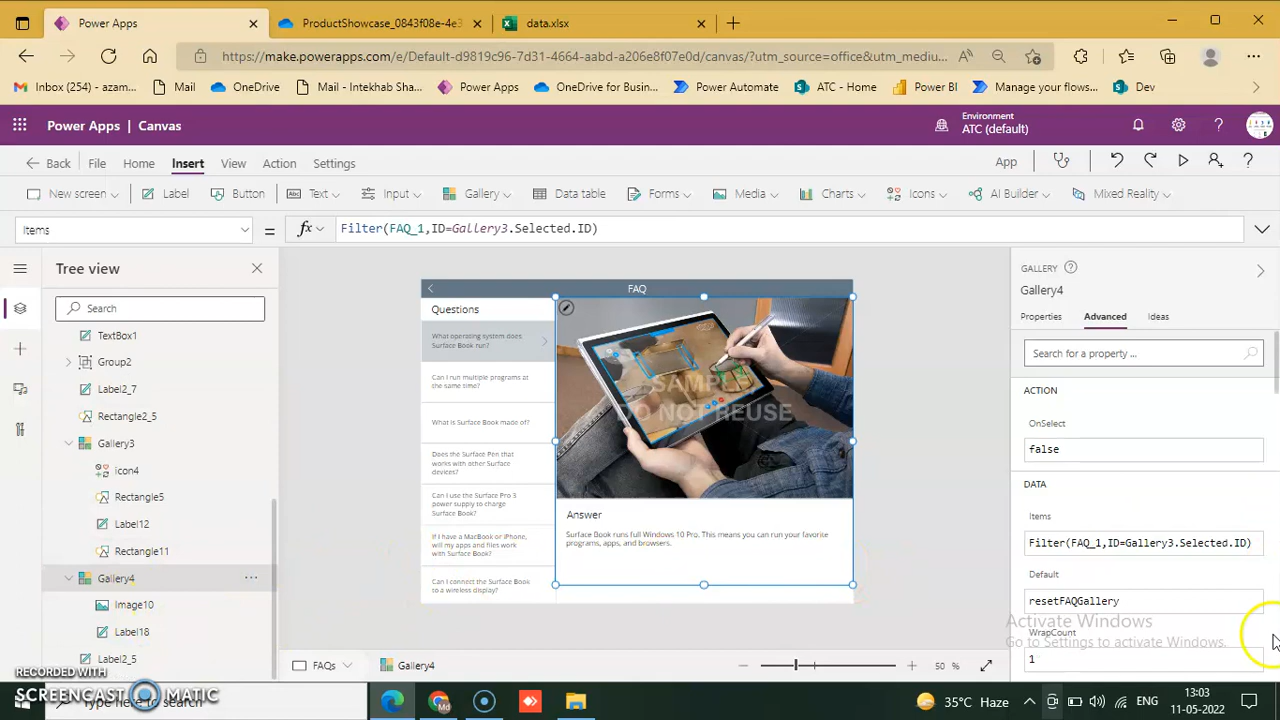 Power Apps
ProductShowcase_0843f08e-4e3
data.xlsx
https://make.powerapps.com/e/Default-d9819c96-7d31-4664-aabd-a206e8f07e0d/canvas/?utm_source=office&utm_mediu...
Inbox (254) - azam...
Mail
OneDrive
Mail - Intekhab Sha...
Power Apps
OneDrive for Busin...
Power Automate
ATC - Home
Power BI
Manage your flows...
Dev
Power Apps | Canvas
Environment
ATC (default)
Back
File
Home
Insert
View
Action
Settings
App
New screen
Label
Button
Text
Input
Gallery
Data table
Forms
Media
Charts
Icons
AI Builder
Mixed Reality
Items
=
fx
Filter(FAQ_1,ID=Gallery3.Selected.ID)
Tree view
Search
TextBox1
Group2
Label2_7
Rectangle2_5
Gallery3
icon4
Rectangle5
Label12
Rectangle11
Gallery4
Image10
Label18
Label2_5
FAQ
Questions
What operating system does
Surface Book run?
Can I run multiple programs at
the same time?
What is Surface Book made of?
Does the Surface Pen that
works with other Surface
devices?
Can I use the Surface Pro 3
power supply to charge
Surface Book?
If I have a MacBook or iPhone,
will my apps and files work
with Surface Book?
Can I connect the Surface Book
to a wireless display?
SAMPLE,
DO NOT REUSE
Answer
Surface Book runs full Windows 10 Pro. This means you can run your favorite
programs, apps, and browsers.
FAQs
Gallery4
50 %
GALLERY
Gallery4
Properties
Advanced
Ideas
Search for a property ...
ACTION
OnSelect
false
DATA
Items
Filter(FAQ_1,ID=Gallery3.Selected.ID)
Default
resetFAQGallery
WrapCount
1
Activate Windows
Go to Settings to activate Windows.
RECORDED WITH
SCREENCAST MATIC
Type here to search
35°C Haze
ENG
13:03
11-05-2022